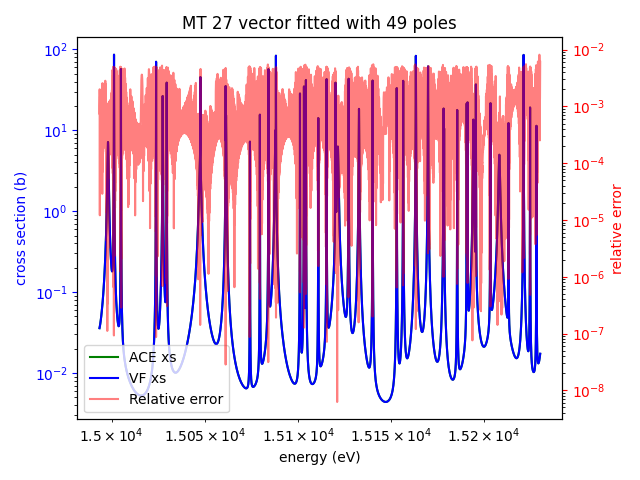 MT 27 vector fitted with 49 poles
10² 10⁻²
10¹ 10⁻³
10⁰ 10⁻⁴
10⁻¹ 10⁻⁵
10⁻² 10⁻⁶
10⁻⁷
10⁻⁸
cross section (b)
relative error
ACE xs
VF xs
Relative error
1.5 × 10⁴ 1.505 × 10⁴ 1.51 × 10⁴ 1.515 × 10⁴ 1.52 × 10⁴
energy (eV)